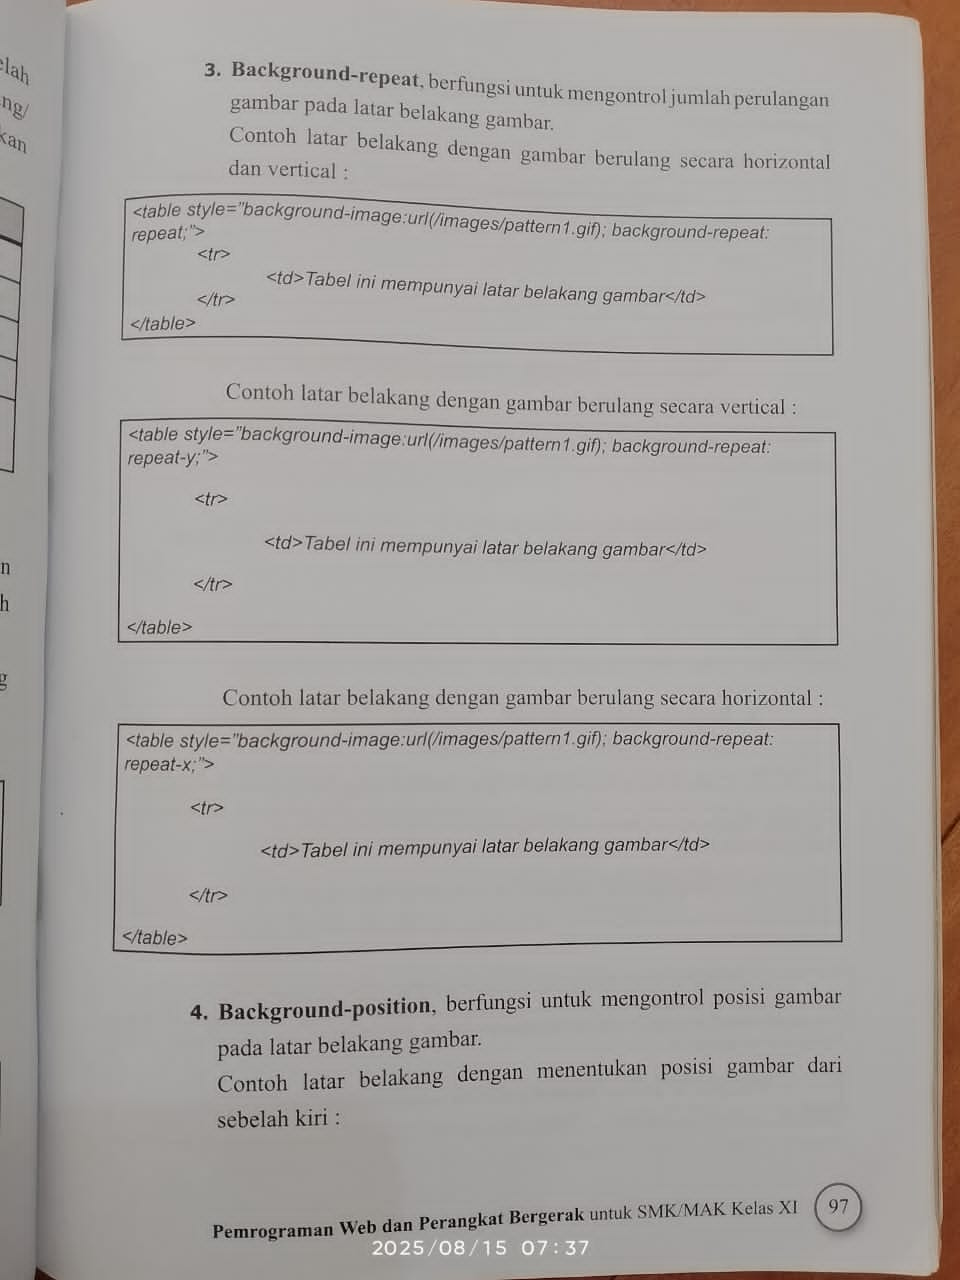 elah
ng/
kan
n
h
g
3. Background-repeat, berfungsi untuk mengontrol jumlah perulangan
gambar pada latar belakang gambar.
Contoh latar belakang dengan gambar berulang secara horizontal
dan vertical :
<table style="background-image:url(/images/pattern1.gif); background-repeat:
repeat;">
<tr>
<td>Tabel ini mempunyai latar belakang gambar</td>
</tr>
</table>
Contoh latar belakang dengan gambar berulang secara vertical :
<table style="background-image:url(/images/pattern1.gif); background-repeat:
repeat-y;">
<tr>
<td>Tabel ini mempunyai latar belakang gambar</td>
</tr>
</table>
Contoh latar belakang dengan gambar berulang secara horizontal :
<table style="background-image:url(/images/pattern1.gif); background-repeat:
repeat-x;">
<tr>
<td>Tabel ini mempunyai latar belakang gambar</td>
</tr>
</table>
4. Background-position, berfungsi untuk mengontrol posisi gambar
pada latar belakang gambar.
Contoh latar belakang dengan menentukan posisi gambar dari
sebelah kiri :
Pemrograman Web dan Perangkat Bergerak untuk SMK/MAK Kelas XI 97
2025/08/15 07:37